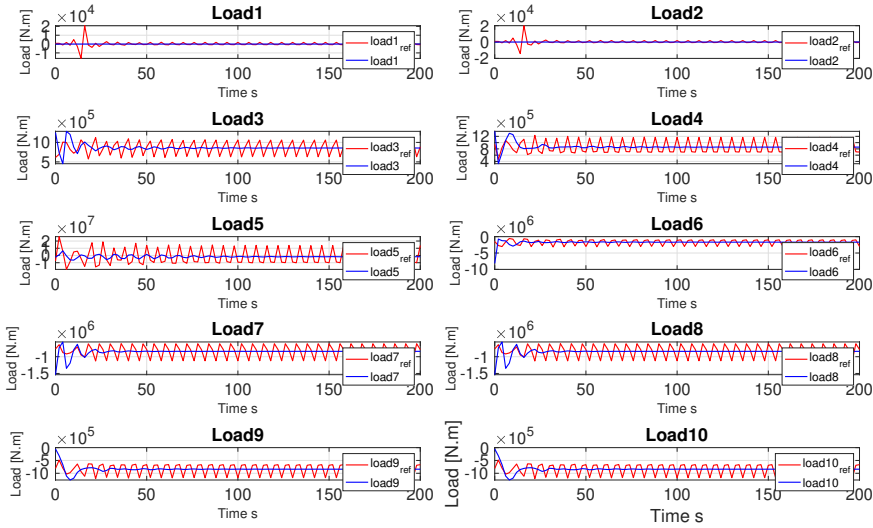 Load1
× 10^4
2
1
0
-1
Load [N.m]
load1_ref
load1
0
50
100
150
200
Time s
Load2
× 10^4
2
0
-2
Load [N.m]
load2_ref
load2
0
50
100
150
200
Time s
Load3
× 10^5
10
5
Load [N.m]
load3_ref
load3
0
50
100
150
200
Time s
Load4
× 10^5
12
8
4
Load [N.m]
load4_ref
load4
0
50
100
150
200
Time s
Load5
× 10^7
2
1
0
-1
Load [N.m]
load5_ref
load5
0
50
100
150
200
Time s
Load6
× 10^6
0
-5
-10
Load [N.m]
load6_ref
load6
0
50
100
150
200
Time s
Load7
× 10^6
-1
-1.5
Load [N.m]
load7_ref
load7
0
50
100
150
200
Time s
Load8
× 10^6
-1
-1.5
Load [N.m]
load8_ref
load8
0
50
100
150
200
Time s
Load9
× 10^5
0
-5
-10
Load [N.m]
load9_ref
load9
0
50
100
150
200
Time s
Load10
× 10^5
0
-5
-10
Load [N.m]
load10_ref
load10
0
50
100
150
200
Time s